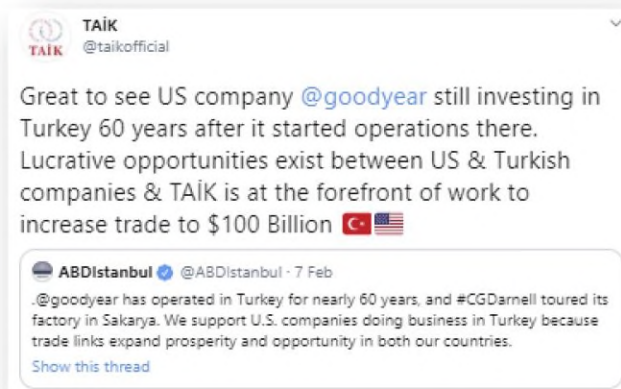 TAİK
@taikofficial
TAİK
Great to see US company @goodyear still investing in
Turkey 60 years after it started operations there.
Lucrative opportunities exist between US & Turkish
companies & TAİK is at the forefront of work to
increase trade to $100 Billion 🇹🇷🇺🇸
ABDIstanbul @ABDIstanbul · 7 Feb
.@goodyear has operated in Turkey for nearly 60 years, and #CGDarnell toured its
factory in Sakarya. We support U.S. companies doing business in Turkey because
trade links expand prosperity and opportunity in both our countries.
Show this thread